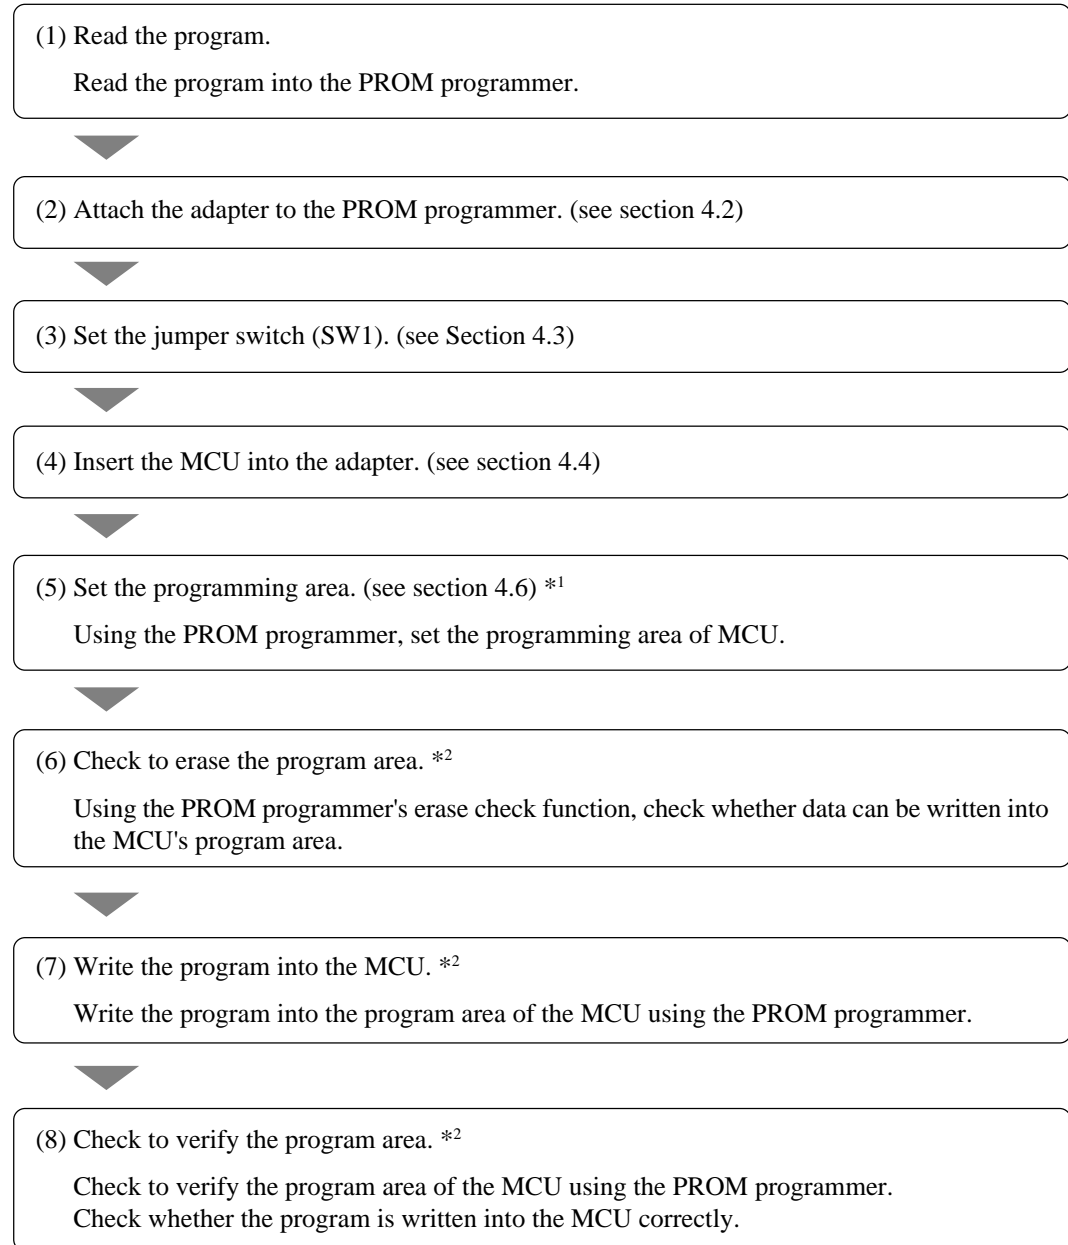 (1) Read the program.
Read the program into the PROM programmer.
(2) Attach the adapter to the PROM programmer. (see section 4.2)
(3) Set the jumper switch (SW1). (see Section 4.3)
(4) Insert the MCU into the adapter. (see section 4.4)
(5) Set the programming area. (see section 4.6) *1
Using the PROM programmer, set the programming area of MCU.
(6) Check to erase the program area. *2
Using the PROM programmer's erase check function, check whether data can be written into
the MCU's program area.
(7) Write the program into the MCU. *2
Write the program into the program area of the MCU using the PROM programmer.
(8) Check to verify the program area. *2
Check to verify the program area of the MCU using the PROM programmer.
Check whether the program is written into the MCU correctly.